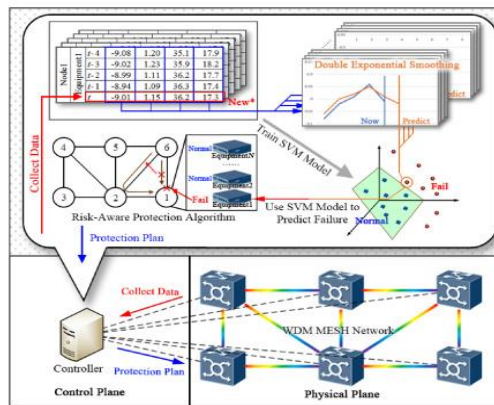 Node1
Equipment1
t-4 -9.08 1.20 35.1 17.9
t-3 -9.02 1.23 35.9 18.2
t-2 -8.99 1.11 36.2 17.7
t-1 -8.94 1.09 36.3 17.4
t -9.01 1.15 36.2 17.3
New*
Double Exponential Smoothing
Now
Predict
Collect Data
Train SVM Model
4
5
6
3
2
1
Normal
EquipmentN
......
Normal
Equipment2
Fail
Equipment1
Risk-Aware Protection Algorithm
Use SVM Model to
Predict Failure
Fail
Normal
Protection Plan
Collect Data
Controller
Protection Plan
Control Plane
WDM MESH Network
Physical Plane